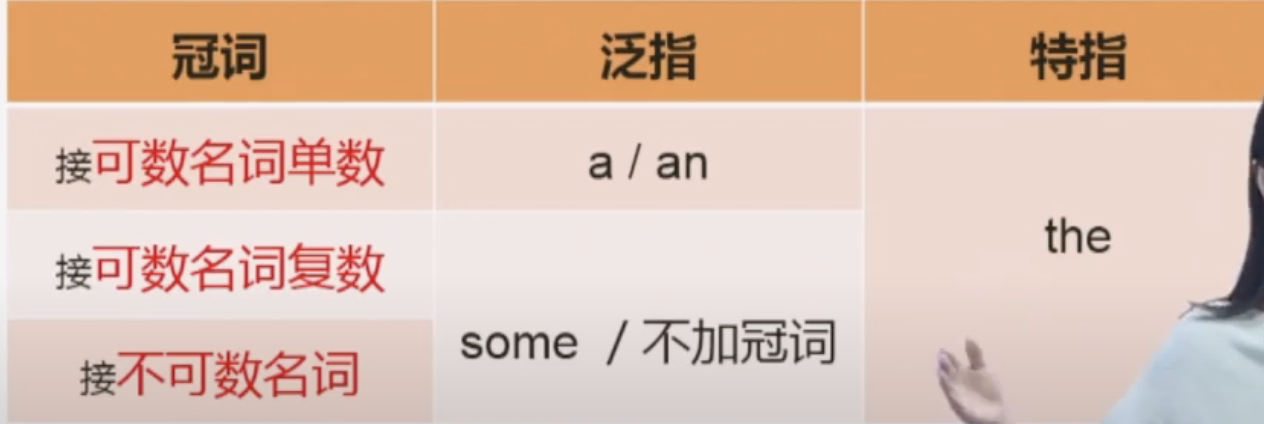 冠词 泛指 特指
接可数名词单数 a / an
the
接可数名词复数
some / 不加冠词
接不可数名词